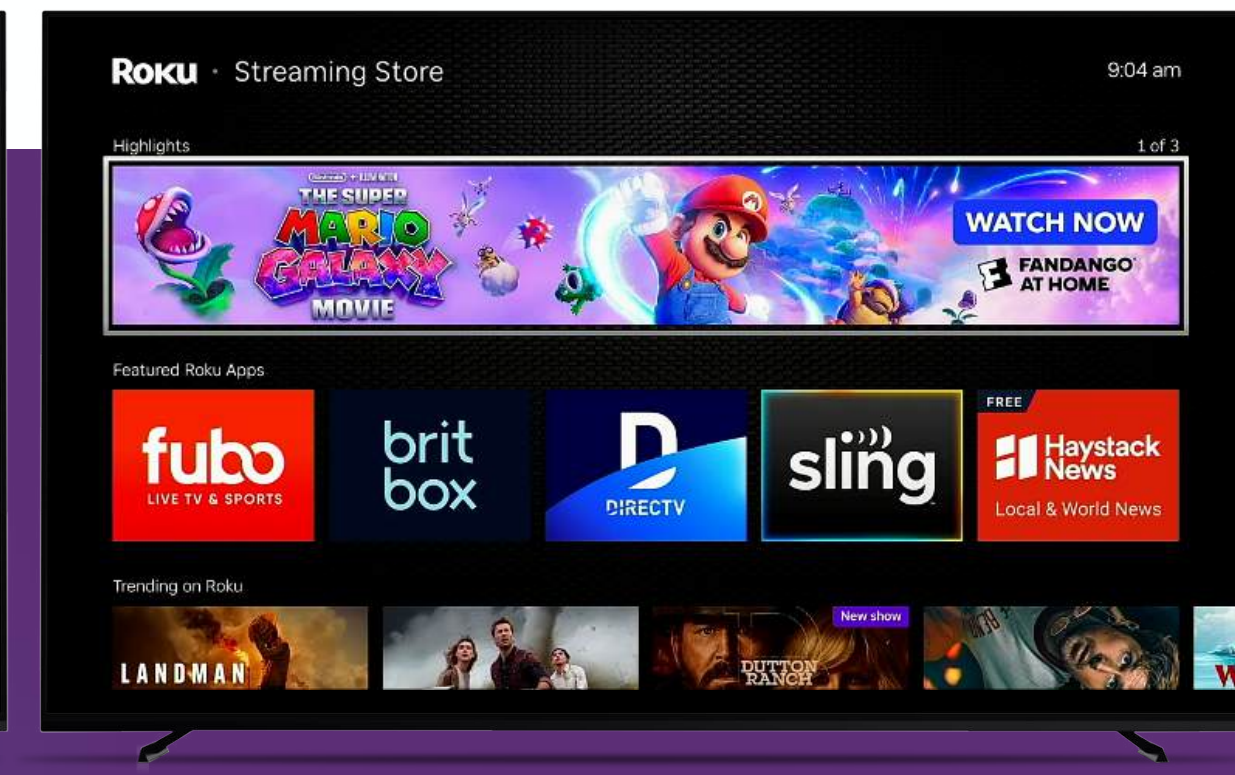 Roku · Streaming Store
9:04 am
Highlights
1 of 3
Nintendo + ILLUMINATION
THE SUPER
MARIO
GALAXY
MOVIE
WATCH NOW
FANDANGO
AT HOME
Featured Roku Apps
fubo
LIVE TV & SPORTS
brit
box
DIRECTV
sling
FREE
Haystack
News
Local & World News
Trending on Roku
LANDMAN
New show
DUTTON
RANCH
W